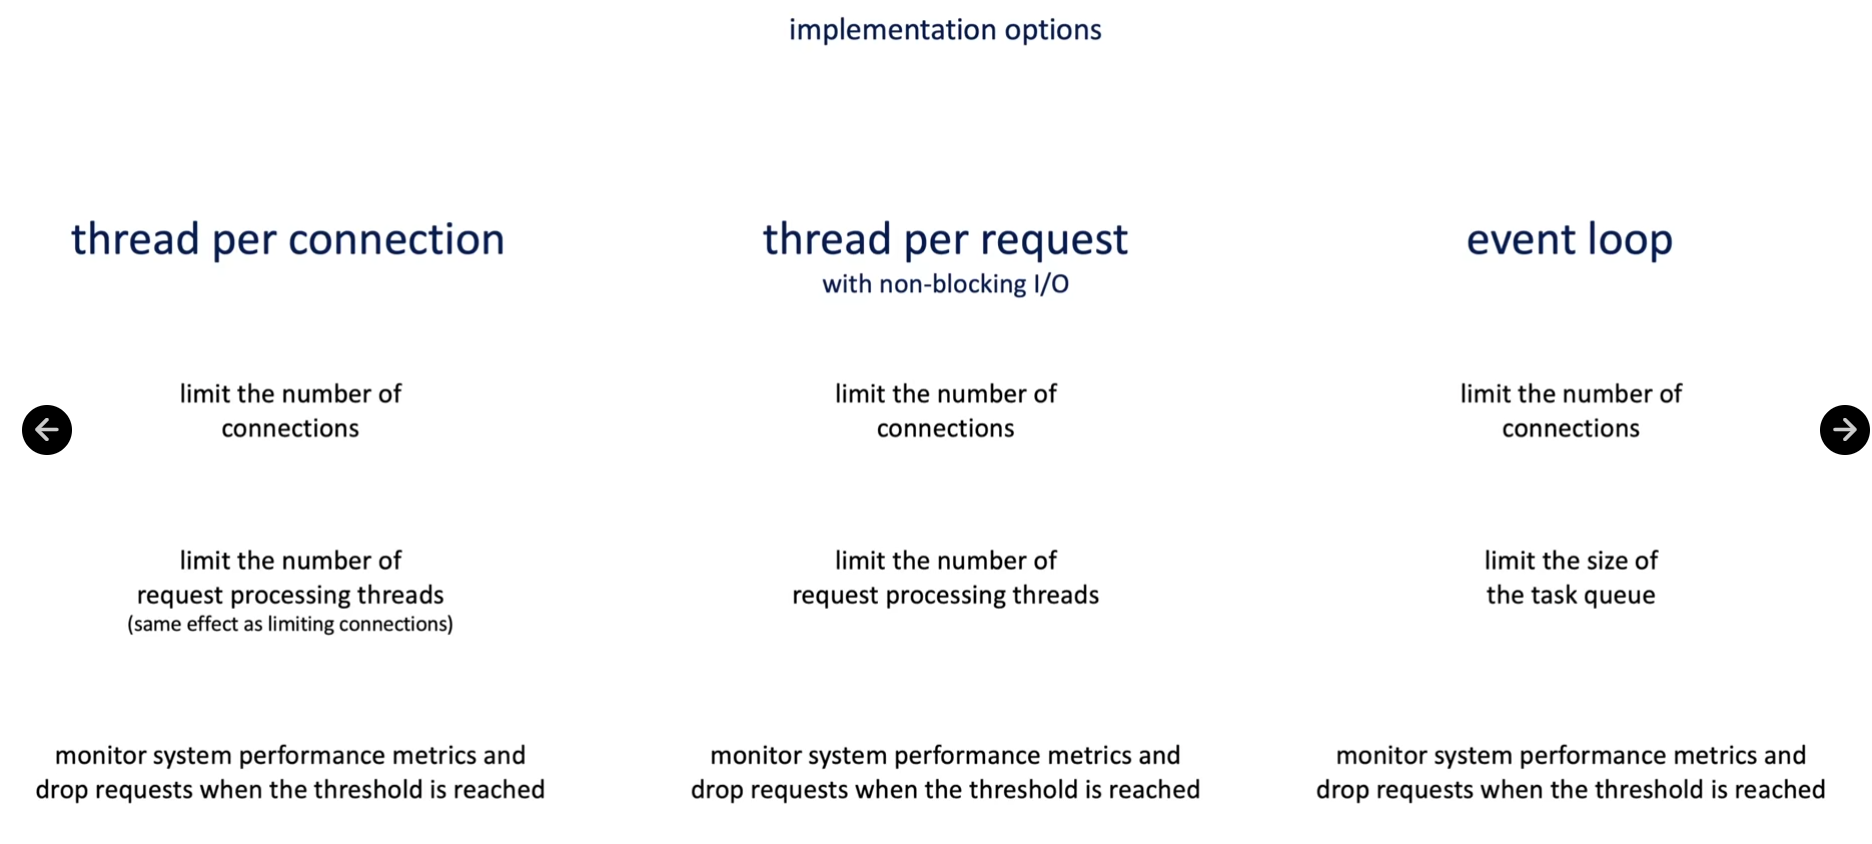 implementation options
thread per connection
limit the number of
connections
limit the number of
request processing threads
(same effect as limiting connections)
monitor system performance metrics and
drop requests when the threshold is reached
thread per request
with non-blocking I/O
limit the number of
connections
limit the number of
request processing threads
monitor system performance metrics and
drop requests when the threshold is reached
event loop
limit the number of
connections
limit the size of
the task queue
monitor system performance metrics and
drop requests when the threshold is reached